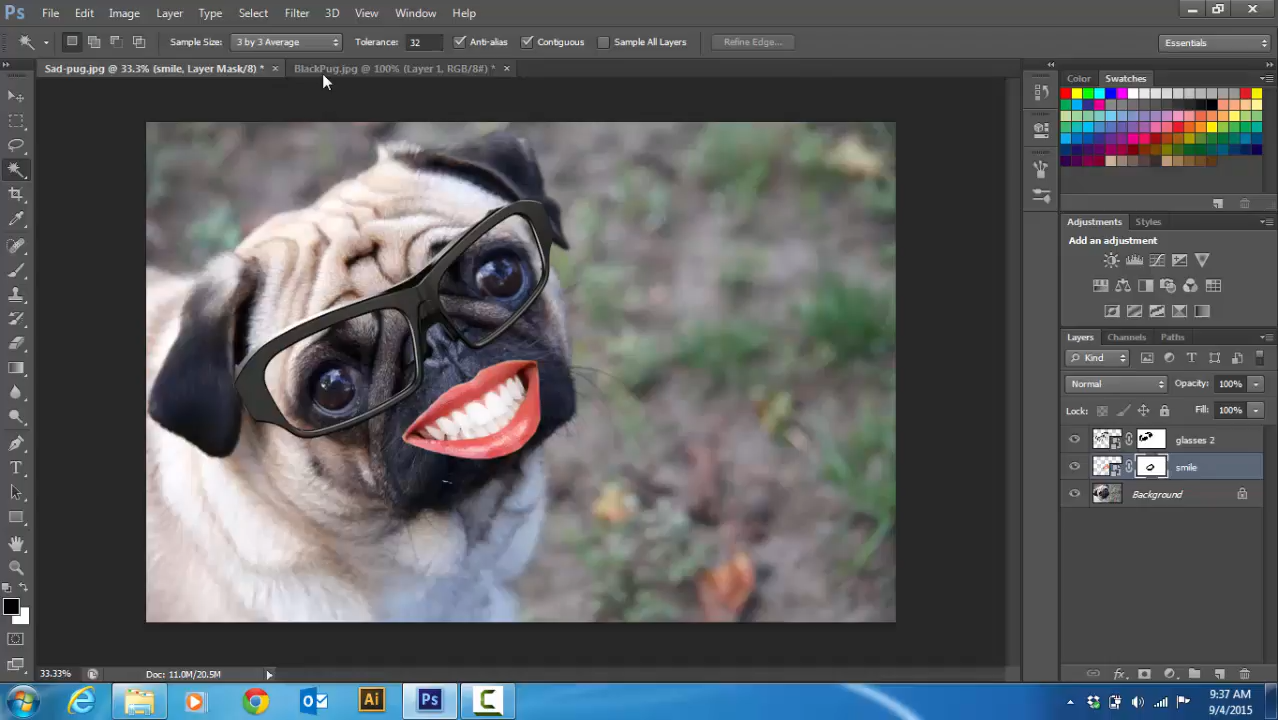 Ps File Edit Image Layer Type Select Filter 3D View Window Help
Sample Size: 3 by 3 Average Tolerance: 32 Anti-alias Contiguous Sample All Layers Refine Edge... Essentials
Sad-pug.jpg @ 33.3% (smile, Layer Mask/8) * × BlackPug.jpg @ 100% (Layer 1, RGB/8#) * ×
Color Swatches
Adjustments Styles
Add an adjustment
Layers Channels Paths
Kind
Normal Opacity: 100%
Lock: Fill: 100%
glasses 2
smile
Background
33.33% Doc: 11.0M/20.5M
Ai Ps C
9:37 AM
9/4/2015